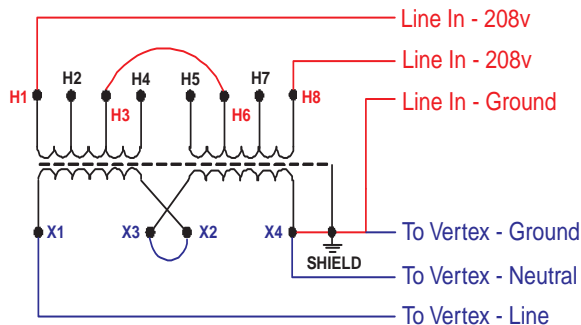 Line In - 208v
Line In - 208v
H1 H2 H3 H4 H5 H6 H7 H8
Line In - Ground
X1 X3 X2 X4
SHIELD
To Vertex - Ground
To Vertex - Neutral
To Vertex - Line